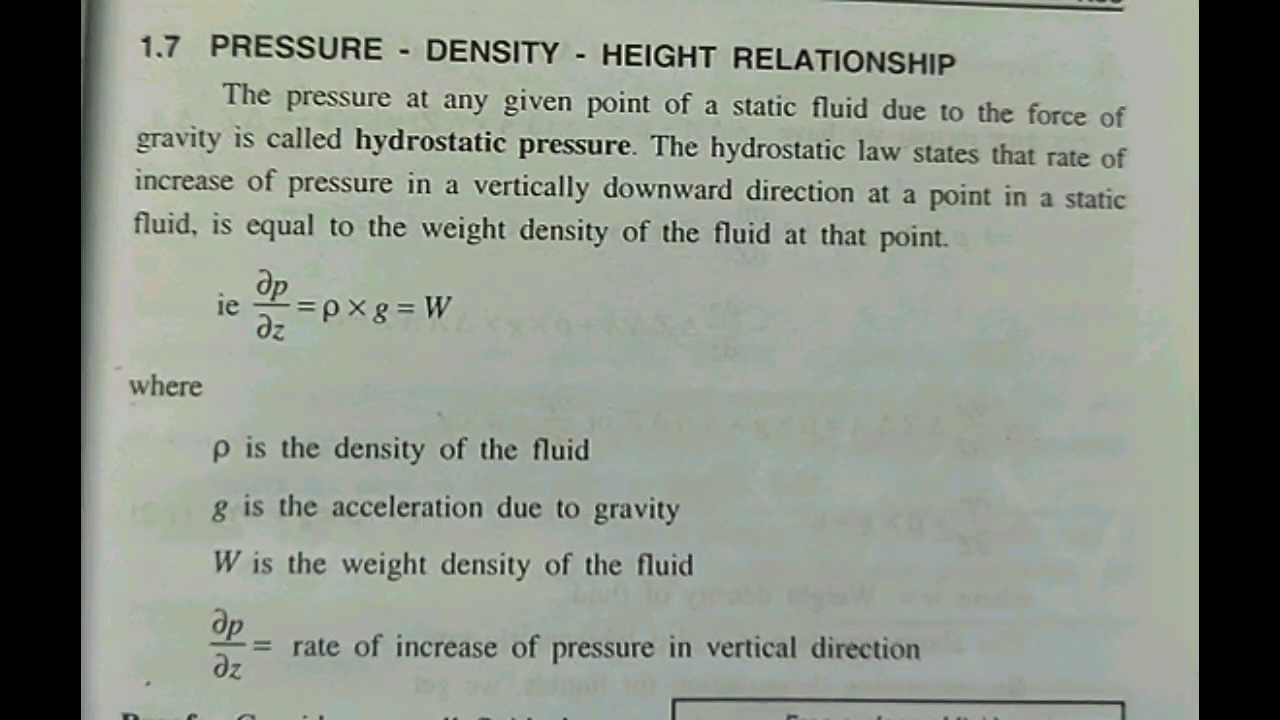 1.7 PRESSURE - DENSITY - HEIGHT RELATIONSHIP
The pressure at any given point of a static fluid due to the force of
gravity is called hydrostatic pressure. The hydrostatic law states that rate of
increase of pressure in a vertically downward direction at a point in a static
fluid, is equal to the weight density of the fluid at that point.
ie ∂p/∂z = ρ × g = W
where
ρ is the density of the fluid
g is the acceleration due to gravity
W is the weight density of the fluid
∂p/∂z = rate of increase of pressure in vertical direction